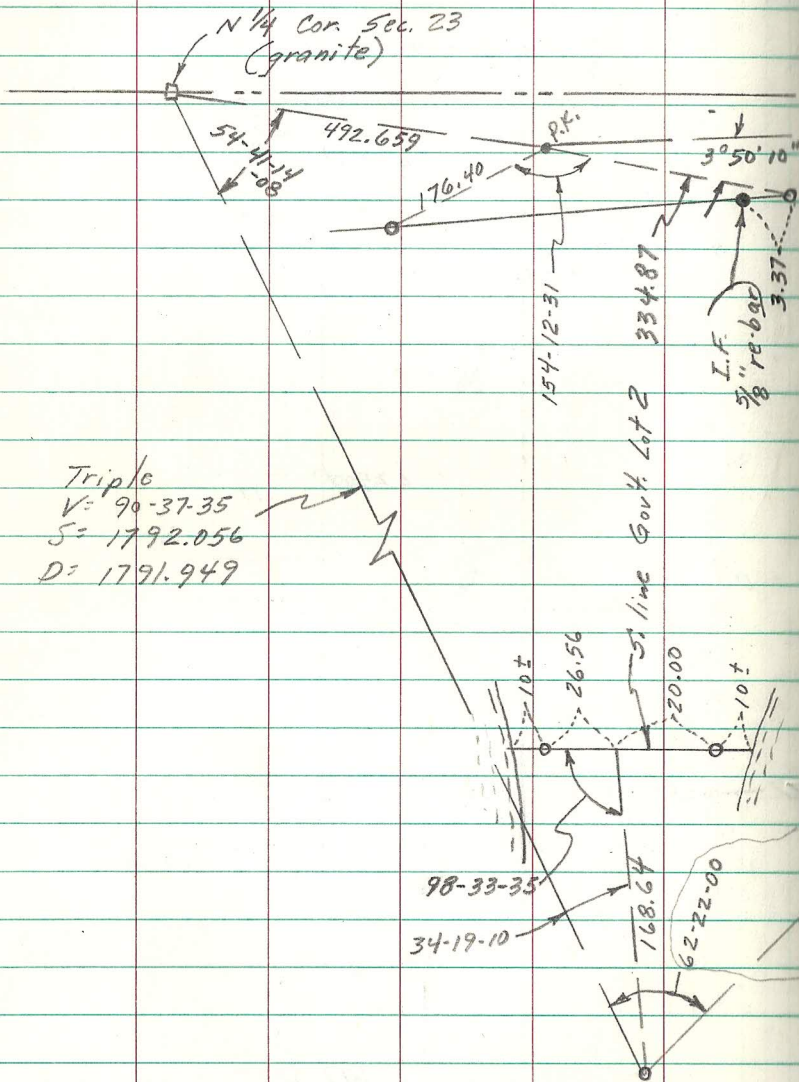 N 1/4 Cor. Sec. 23
(granite)
54-41-14
-08
492.659
P.K.
3°50'10"
176.40
154-12-31
334.87
I.F.
5/8" re-bar
3.37
Triple
V= 90-37-35
S= 1792.056
D= 1791.949
S. line Gov't. Lot 2
10±
26.56
20.00
10±
98-33-35
34-19-10
168.64
62-22-00